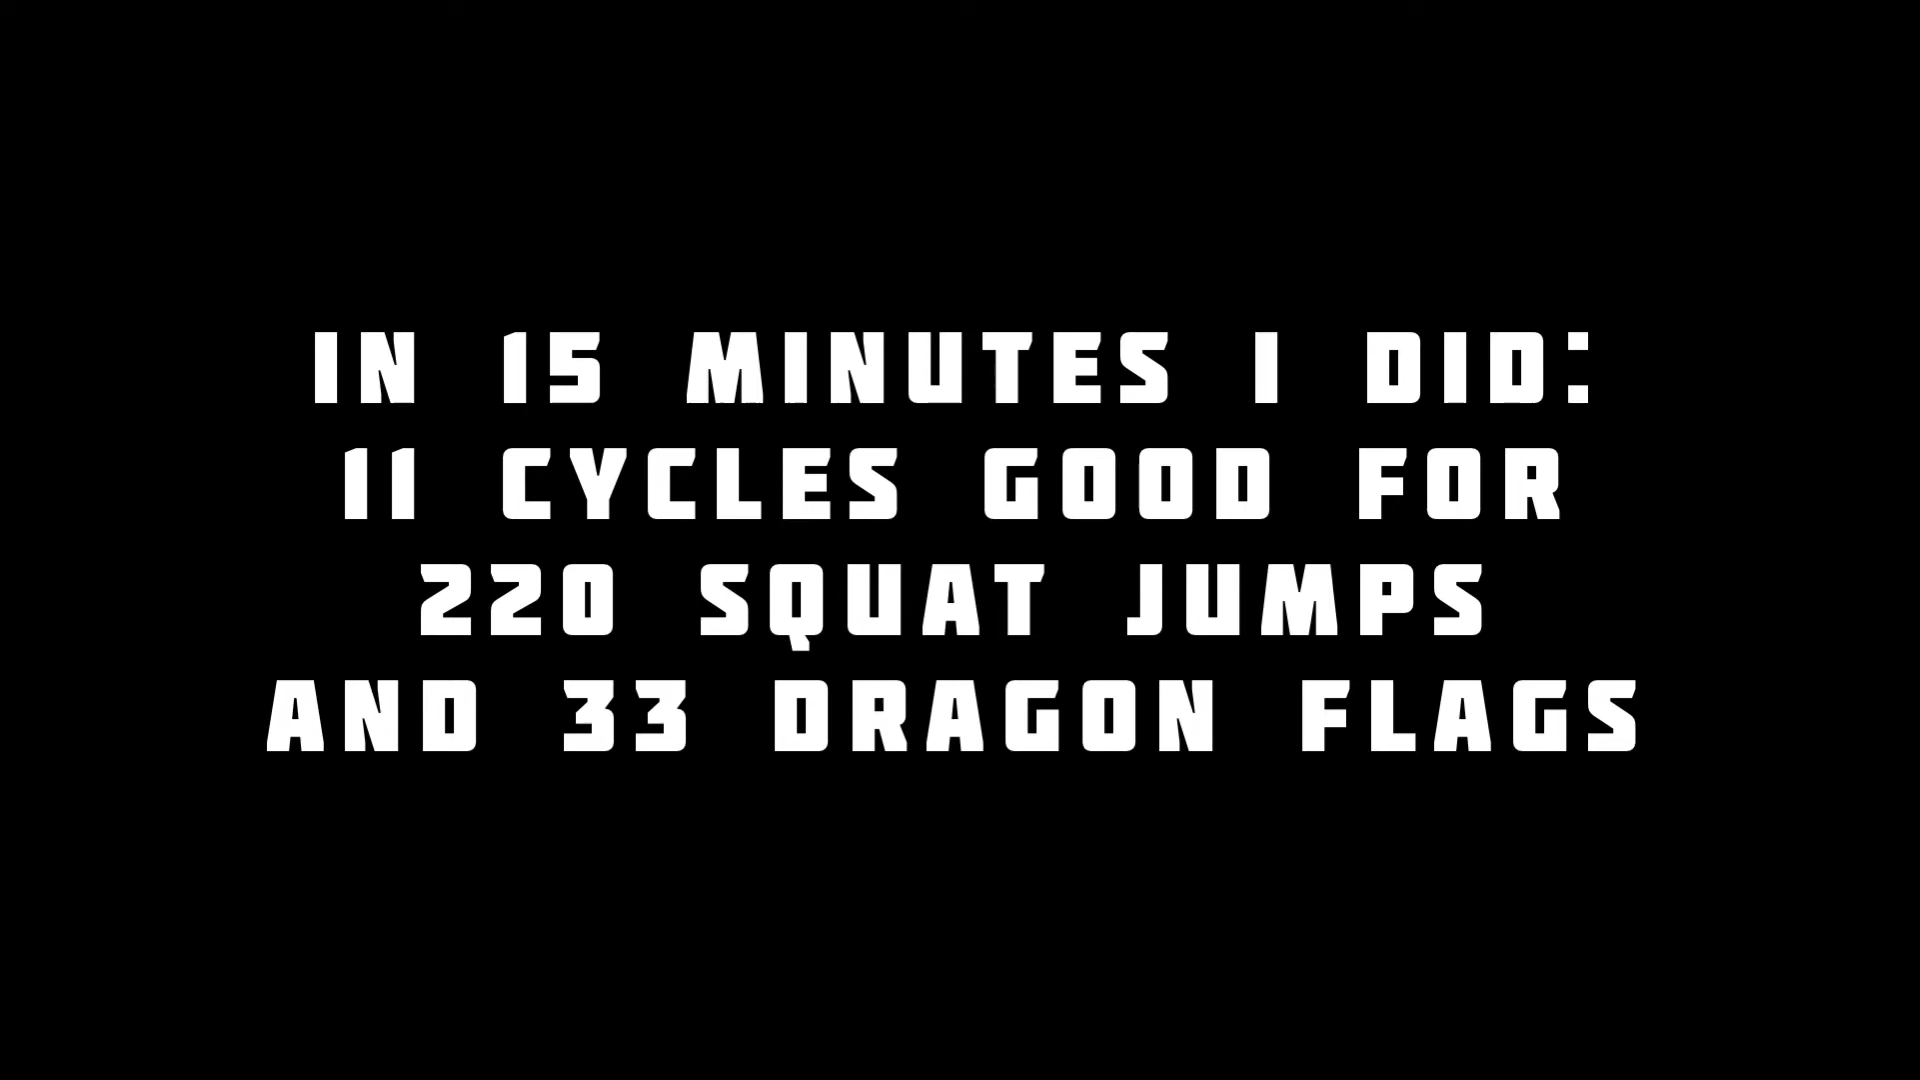 IN 15 MINUTES I DID:
11 CYCLES GOOD FOR
220 SQUAT JUMPS
AND 33 DRAGON FLAGS